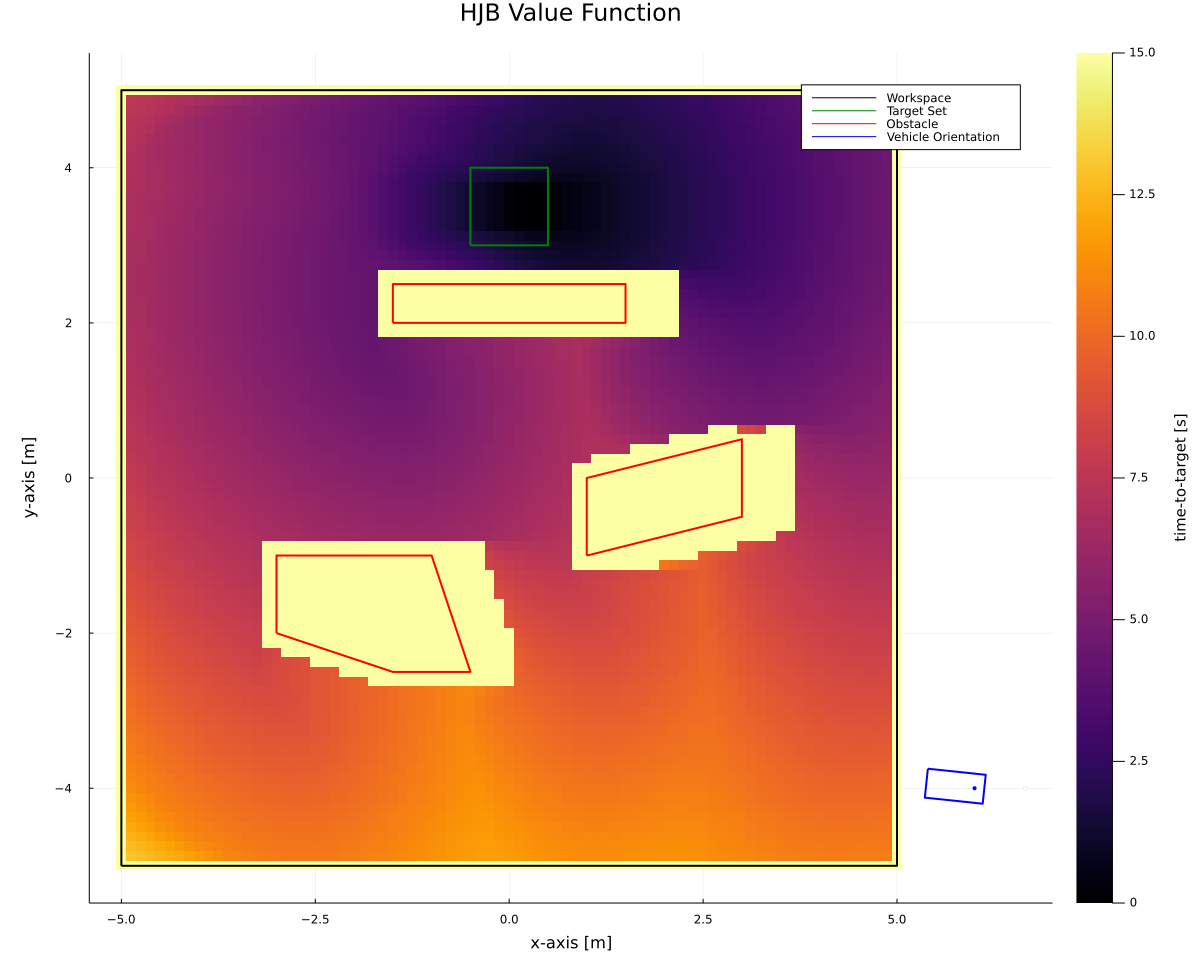 HJB Value Function
Workspace
Target Set
Obstacle
Vehicle Orientation
4
2
0
−2
−4
y-axis [m]
−5.0
−2.5
0.0
2.5
5.0
x-axis [m]
15.0
12.5
10.0
7.5
5.0
2.5
0
time-to-target [s]